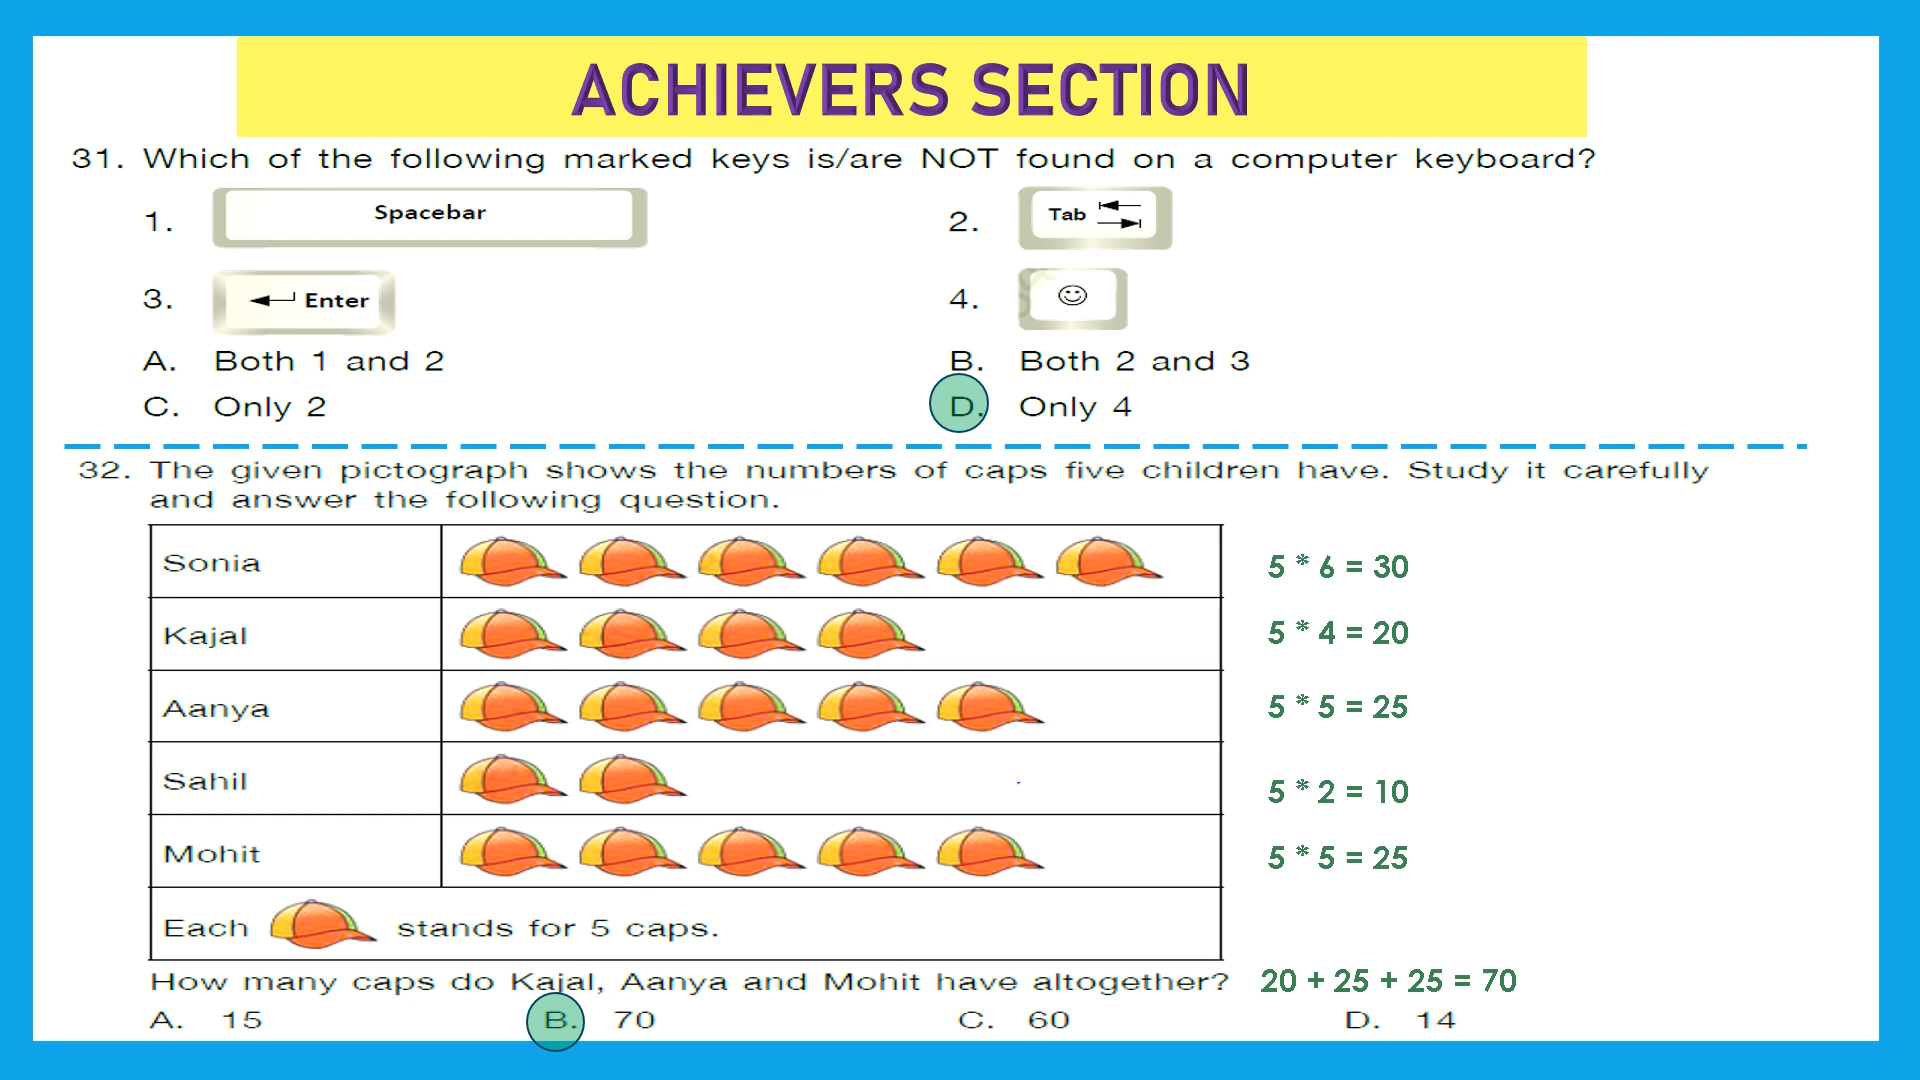 ACHIEVERS SECTION
31. Which of the following marked keys is/are NOT found on a computer keyboard?
1. Spacebar
2. Tab
3. Enter
4. ☺
A. Both 1 and 2
B. Both 2 and 3
C. Only 2
D. Only 4
32. The given pictograph shows the numbers of caps five children have. Study it carefully
and answer the following question.
Sonia 5 * 6 = 30
Kajal 5 * 4 = 20
Aanya 5 * 5 = 25
Sahil 5 * 2 = 10
Mohit 5 * 5 = 25
Each stands for 5 caps.
How many caps do Kajal, Aanya and Mohit have altogether? 20 + 25 + 25 = 70
A. 15 B. 70 C. 60 D. 14